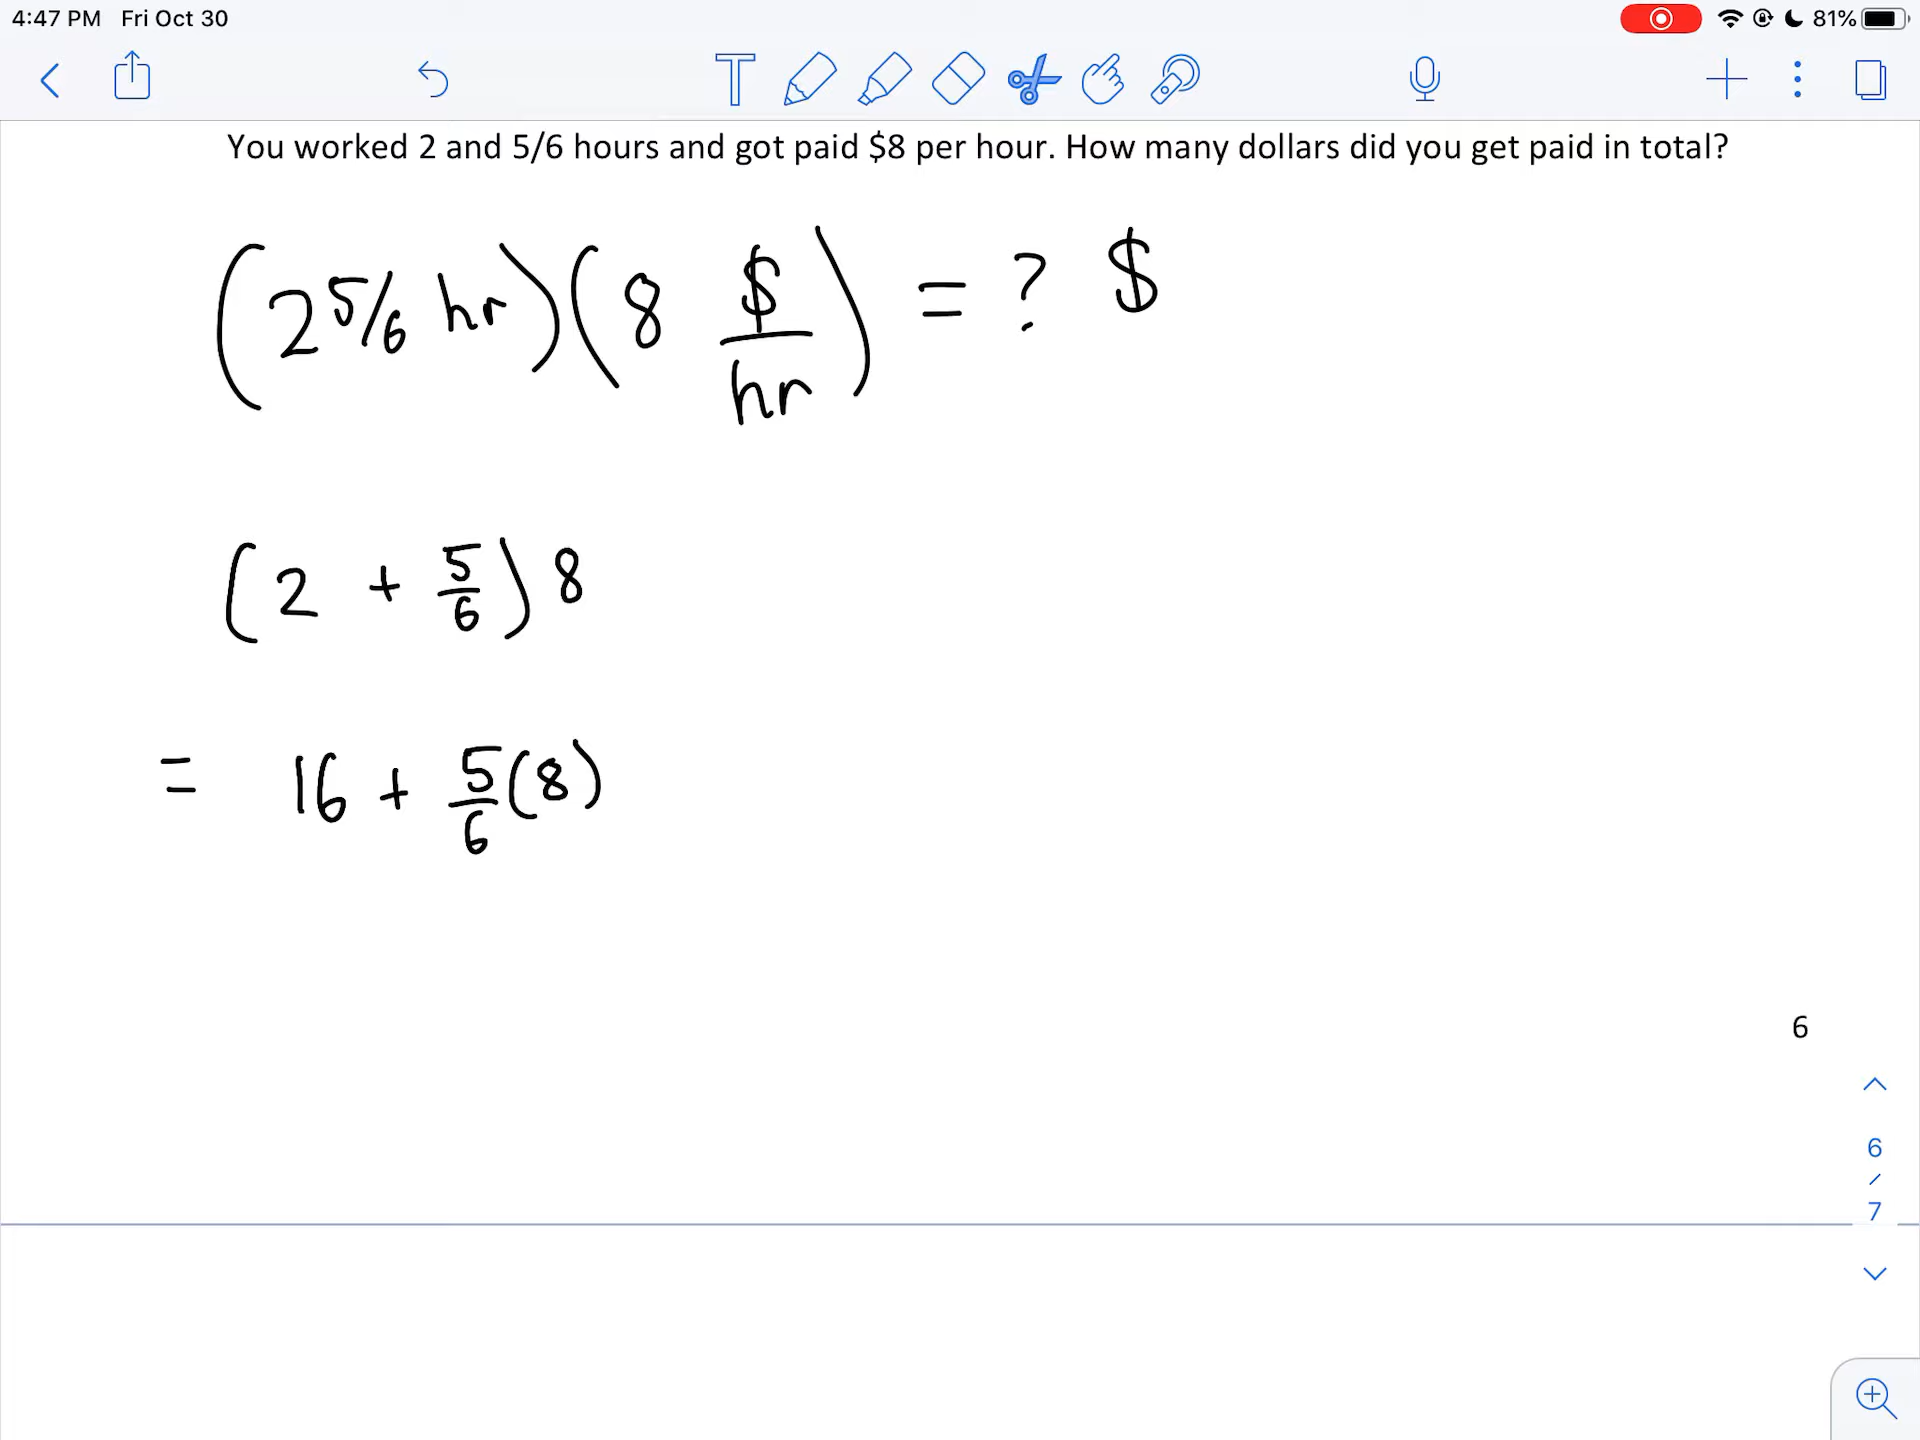 4:47 PM Fri Oct 30 81%
T
You worked 2 and 5/6 hours and got paid $8 per hour. How many dollars did you get paid in total?
(2 5/6 hr)(8 $/hr) = ? $
(2 + 5/6) 8
= 16 + 5/6 (8)
6
6
/
7